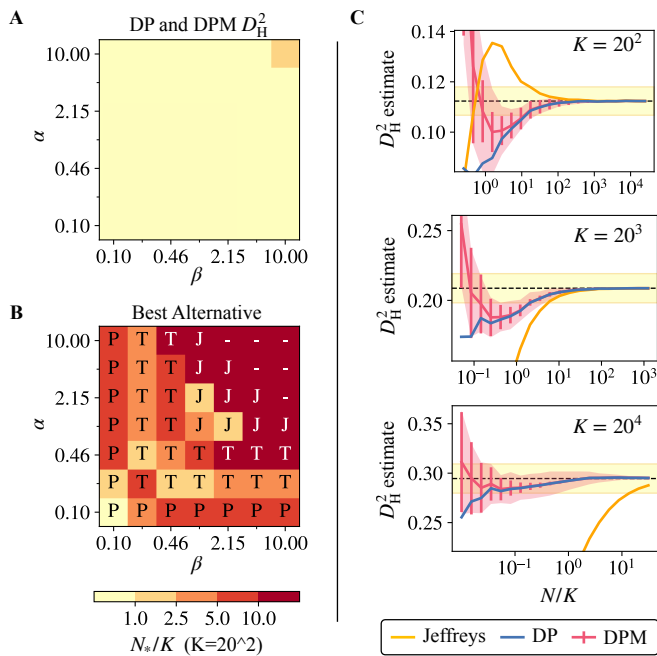 A
DP and DPM D_H^2
10.00
2.15
0.46
0.10
α
0.10 0.46 2.15 10.00
β
B
Best Alternative
10.00
2.15
0.46
0.10
α
P T T J - - -
P T T J J - -
P T T J J J -
P T T J J J J
P T T T T T T
P T T T T T T
P P P P P P P
0.10 0.46 2.15 10.00
β
1.0 2.5 5.0 10.0
N_*/K (K=20^2)
C
K = 20^2
0.14
0.12
0.10
D_H^2 estimate
10^0 10^1 10^2 10^3 10^4
K = 20^3
0.25
0.20
D_H^2 estimate
10^-1 10^0 10^1 10^2 10^3
K = 20^4
0.35
0.30
0.25
D_H^2 estimate
10^-1 10^1
N/K
Jeffreys DP DPM